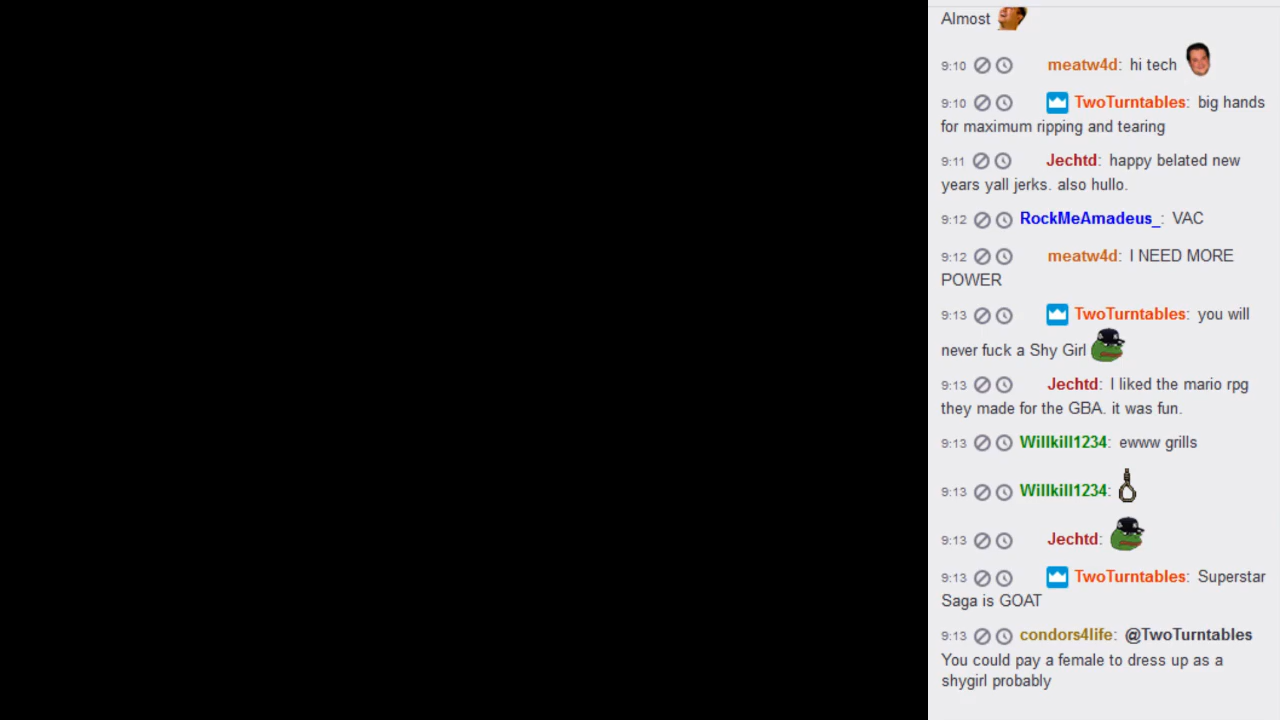 Almost
9:10 meatw4d: hi tech
9:10 TwoTurntables: big hands
for maximum ripping and tearing
9:11 Jechtd: happy belated new
years yall jerks. also hullo.
9:12 RockMeAmadeus_: VAC
9:12 meatw4d: I NEED MORE
POWER
9:13 TwoTurntables: you will
never fuck a Shy Girl
9:13 Jechtd: I liked the mario rpg
they made for the GBA. it was fun.
9:13 Willkill1234: ewww grills
9:13 Willkill1234:
9:13 Jechtd:
9:13 TwoTurntables: Superstar
Saga is GOAT
9:13 condors4life: @TwoTurntables
You could pay a female to dress up as a
shygirl probably